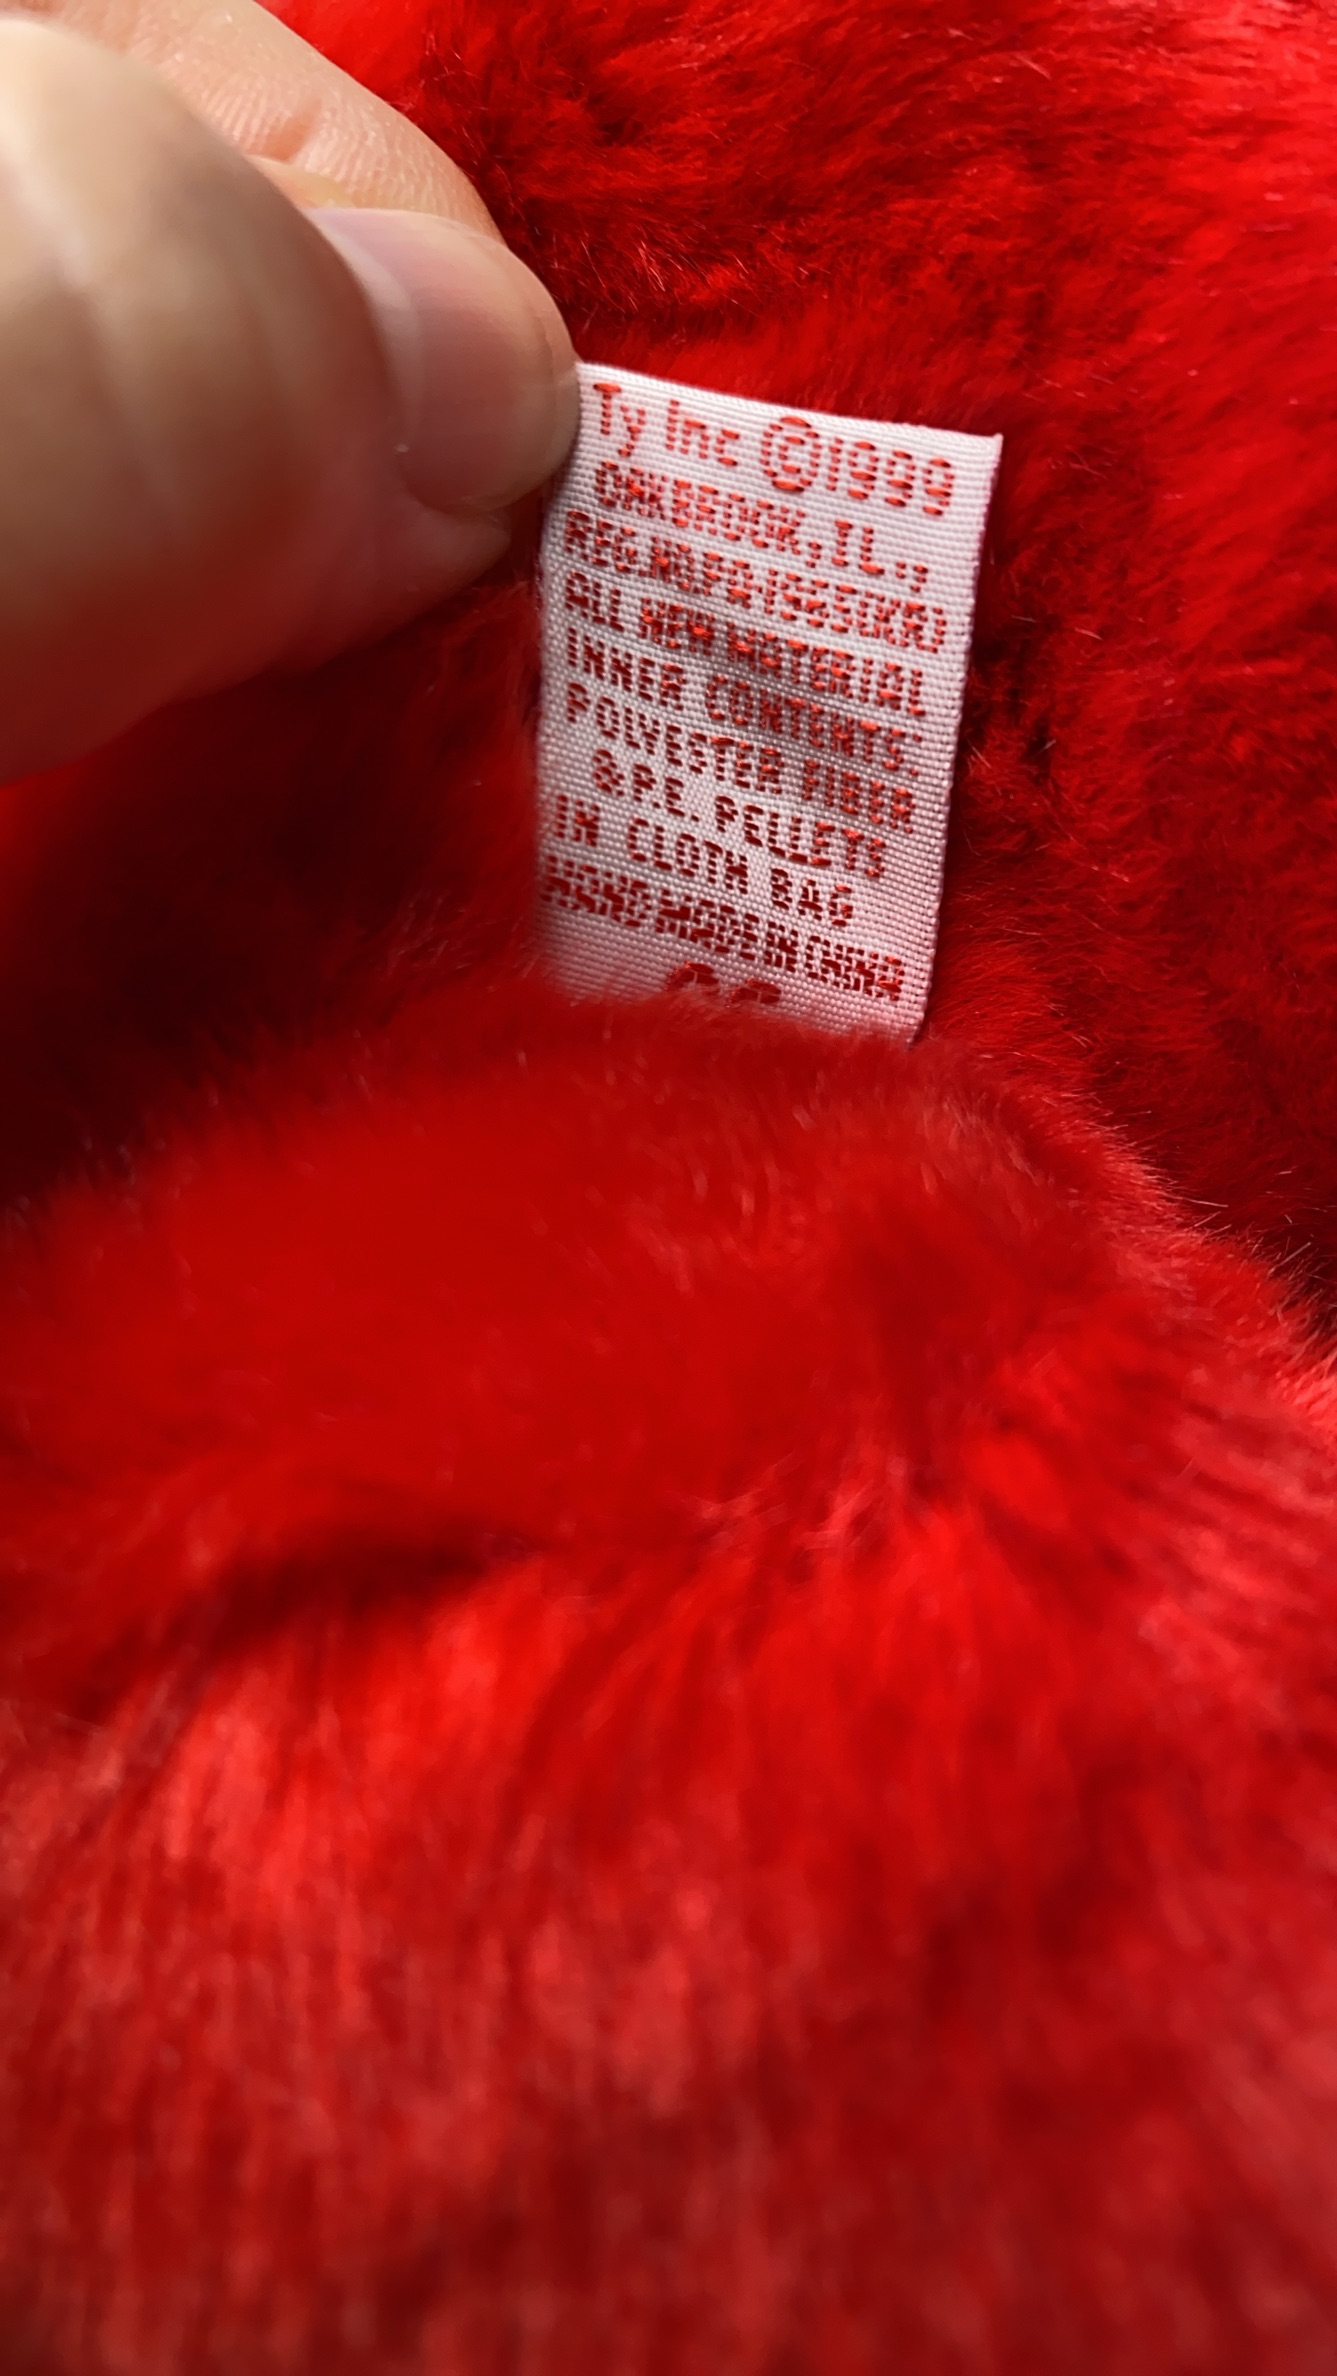 Ty Inc ©1999
OAKBROOK, IL.,
REG.NO.PA.1965(KR)
ALL NEW MATERIAL
INNER CONTENTS:
POLYESTER FIBER
& P.E. PELLETS
IN CLOTH BAG
HAND MADE IN CHINA